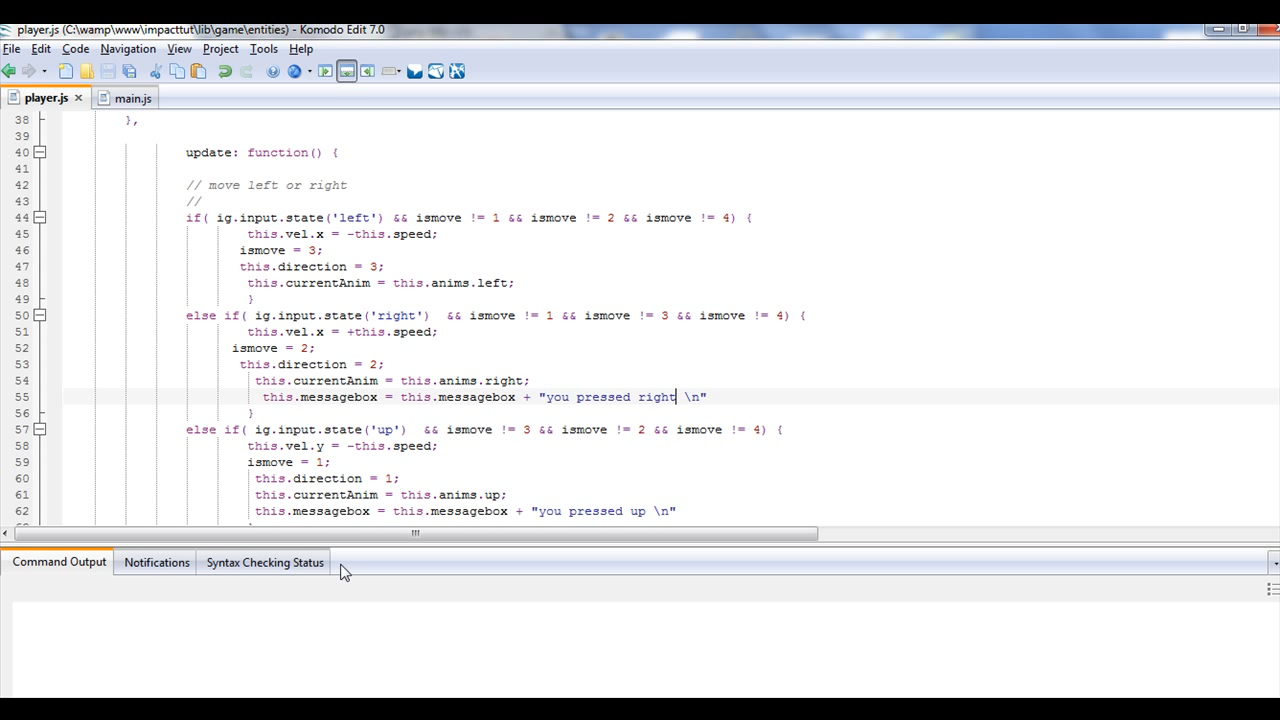 player.js (C:\wamp\www\impacttut\lib\game\entities) - Komodo Edit 7.0
File Edit Code Navigation View Project Tools Help
player.js main.js
38 },
39
40 update: function() {
41
42 // move left or right
43 //
44 if( ig.input.state('left') && ismove != 1 && ismove != 2 && ismove != 4) {
45 this.vel.x = -this.speed;
46 ismove = 3;
47 this.direction = 3;
48 this.currentAnim = this.anims.left;
49 }
50 else if( ig.input.state('right') && ismove != 1 && ismove != 3 && ismove != 4) {
51 this.vel.x = +this.speed;
52 ismove = 2;
53 this.direction = 2;
54 this.currentAnim = this.anims.right;
55 this.messagebox = this.messagebox + "you pressed right \n"
56 }
57 else if( ig.input.state('up') && ismove != 3 && ismove != 2 && ismove != 4) {
58 this.vel.y = -this.speed;
59 ismove = 1;
60 this.direction = 1;
61 this.currentAnim = this.anims.up;
62 this.messagebox = this.messagebox + "you pressed up \n"
Command Output Notifications Syntax Checking Status